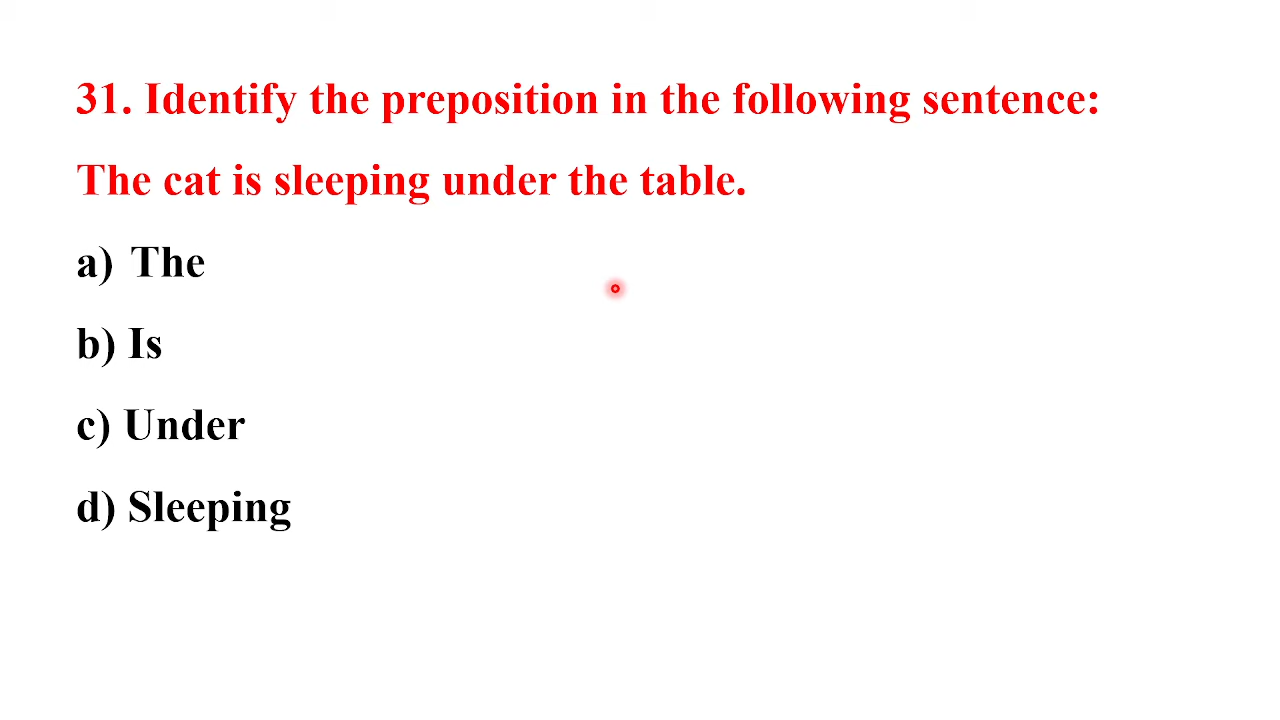 31. Identify the preposition in the following sentence:
The cat is sleeping under the table.
a) The
b) Is
c) Under
d) Sleeping